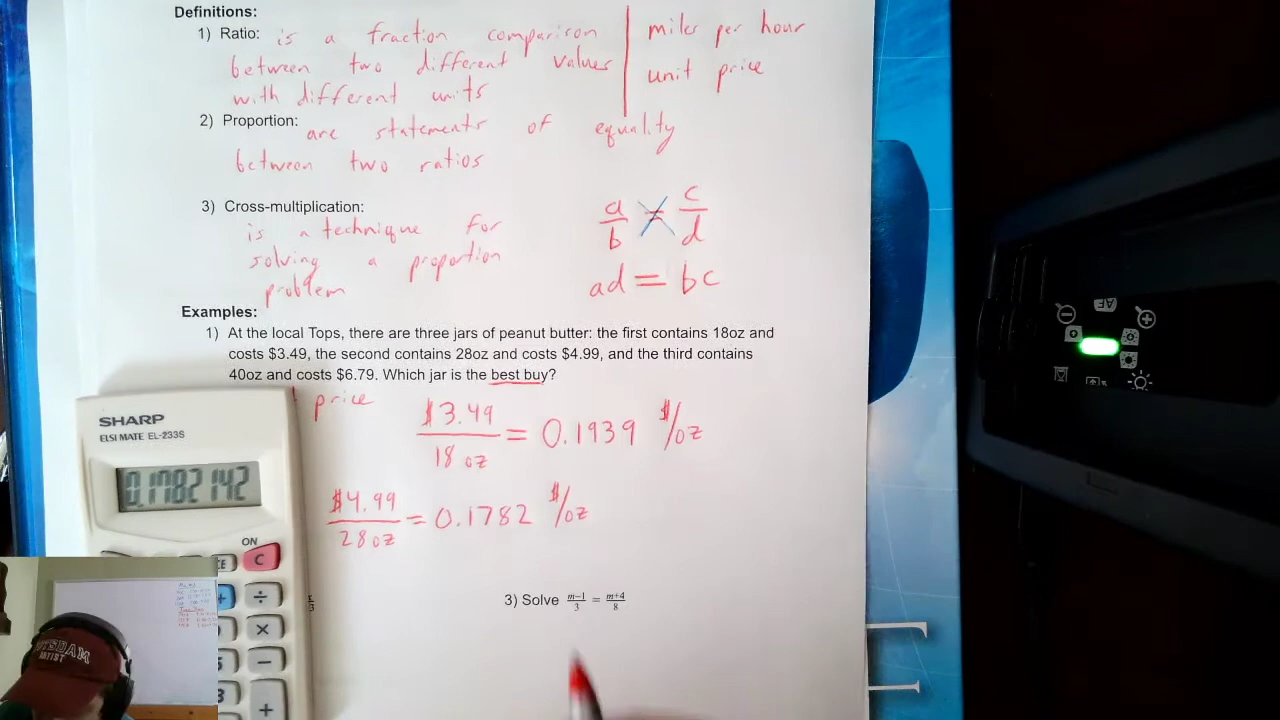 Definitions:
1) Ratio: is a fraction comparison
between two different values
with different units
miles per hour
unit price
2) Proportion: are statements of equality
between two ratios
3) Cross-multiplication:
is a technique for
solving a proportion
problem
a/b = c/d
ad = bc
Examples:
1) At the local Tops, there are three jars of peanut butter: the first contains 18oz and
costs $3.49, the second contains 28oz and costs $4.99, and the third contains
40oz and costs $6.79. Which jar is the best buy?
price
$3.49/18 oz = 0.1939 $/oz
$4.99/28 oz = 0.1782 $/oz
3) Solve (m−1)/3 = (m+4)/8
SHARP
ELSI MATE EL-233S
0.1782142
ON
CE C
+ ÷
×
−
+
POTSDAM
ARTIST
AF